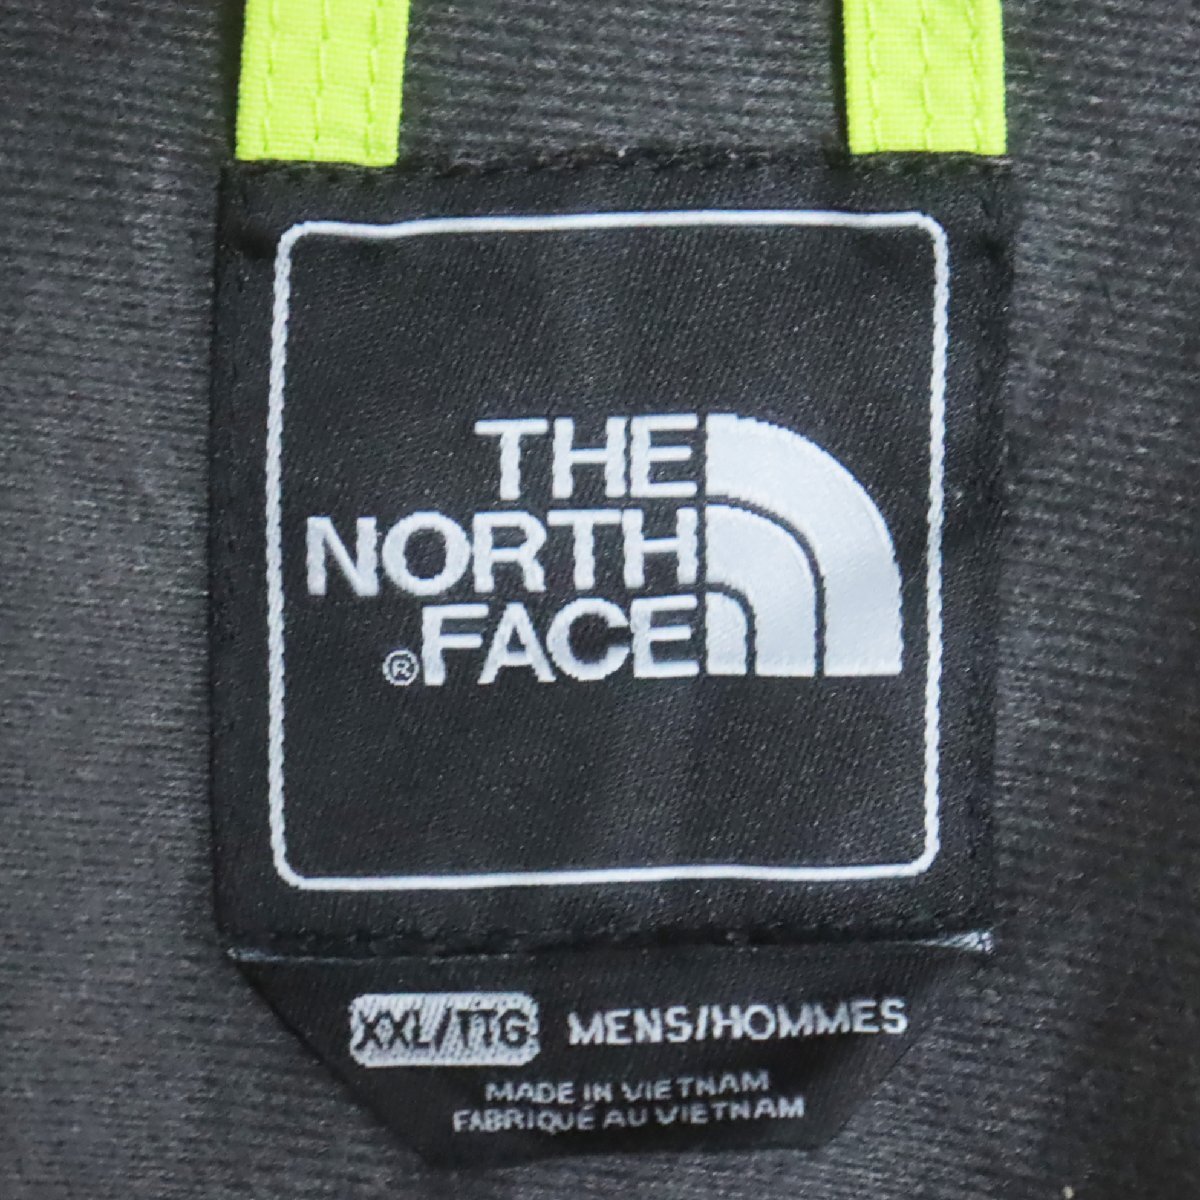 THE
NORTH
® FACE
XXL/TTG MENS/HOMMES
MADE IN VIETNAM
FABRIQUÉ AU VIETNAM